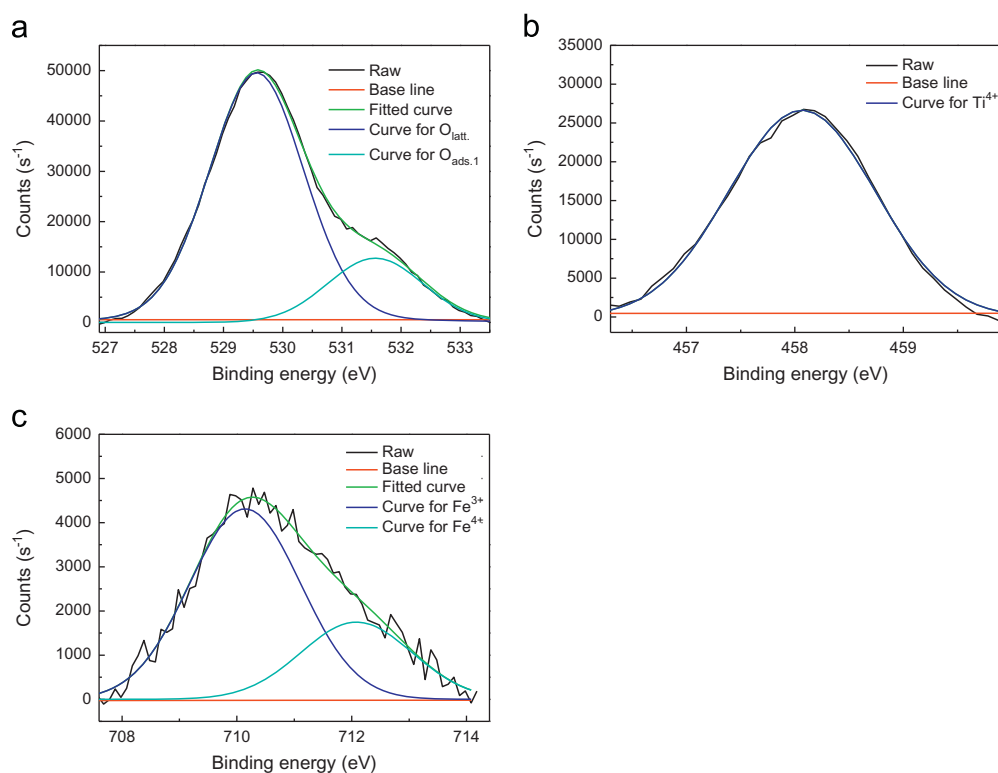 a
50000
40000
30000
20000
10000
0
Counts (s⁻¹)
527 528 529 530 531 532 533
Binding energy (eV)
Raw
Base line
Fitted curve
Curve for O_latt.
Curve for O_ads.1
b
35000
30000
25000
20000
15000
10000
5000
0
Counts (s⁻¹)
457 458 459
Binding energy (eV)
Raw
Base line
Curve for Ti⁴⁺
c
6000
5000
4000
3000
2000
1000
0
Counts (s⁻¹)
708 710 712 714
Binding energy (eV)
Raw
Base line
Fitted curve
Curve for Fe³⁺
Curve for Fe⁴⁺